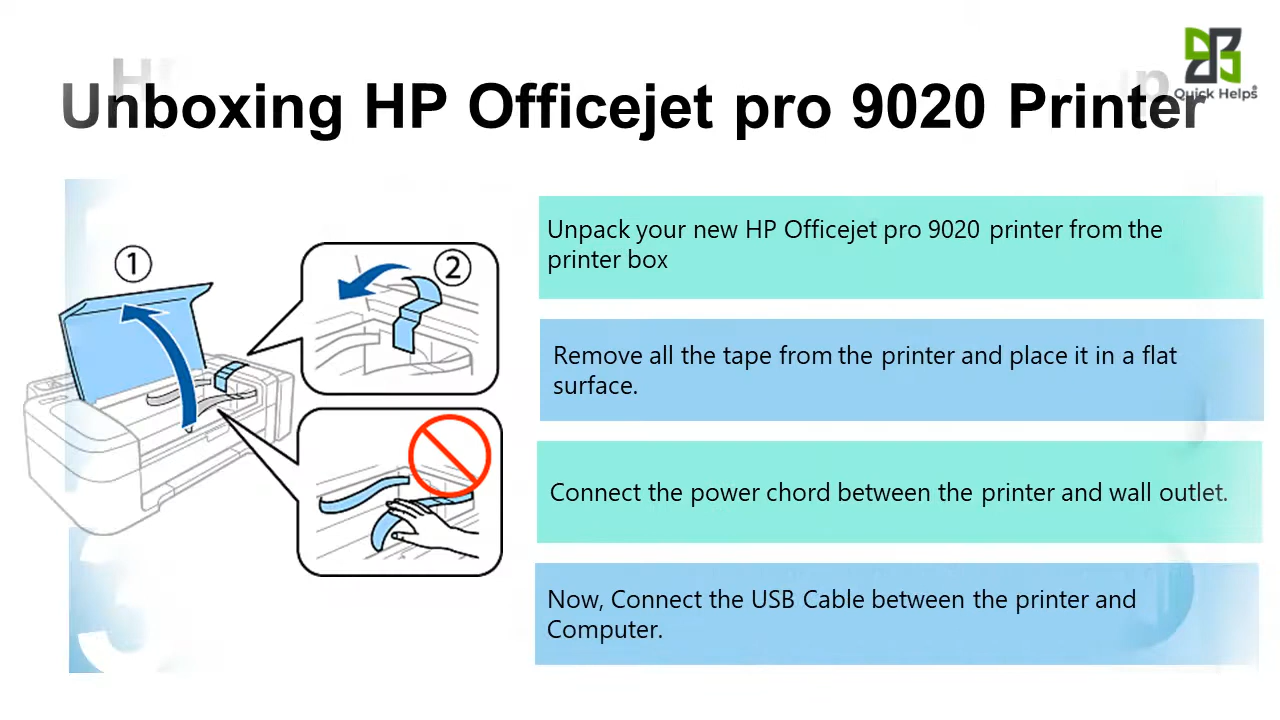 Unboxing HP Officejet pro 9020 Printer
Quick Helps
1
2
Unpack your new HP Officejet pro 9020 printer from the
printer box
Remove all the tape from the printer and place it in a flat
surface.
Connect the power chord between the printer and wall outlet.
Now, Connect the USB Cable between the printer and
Computer.